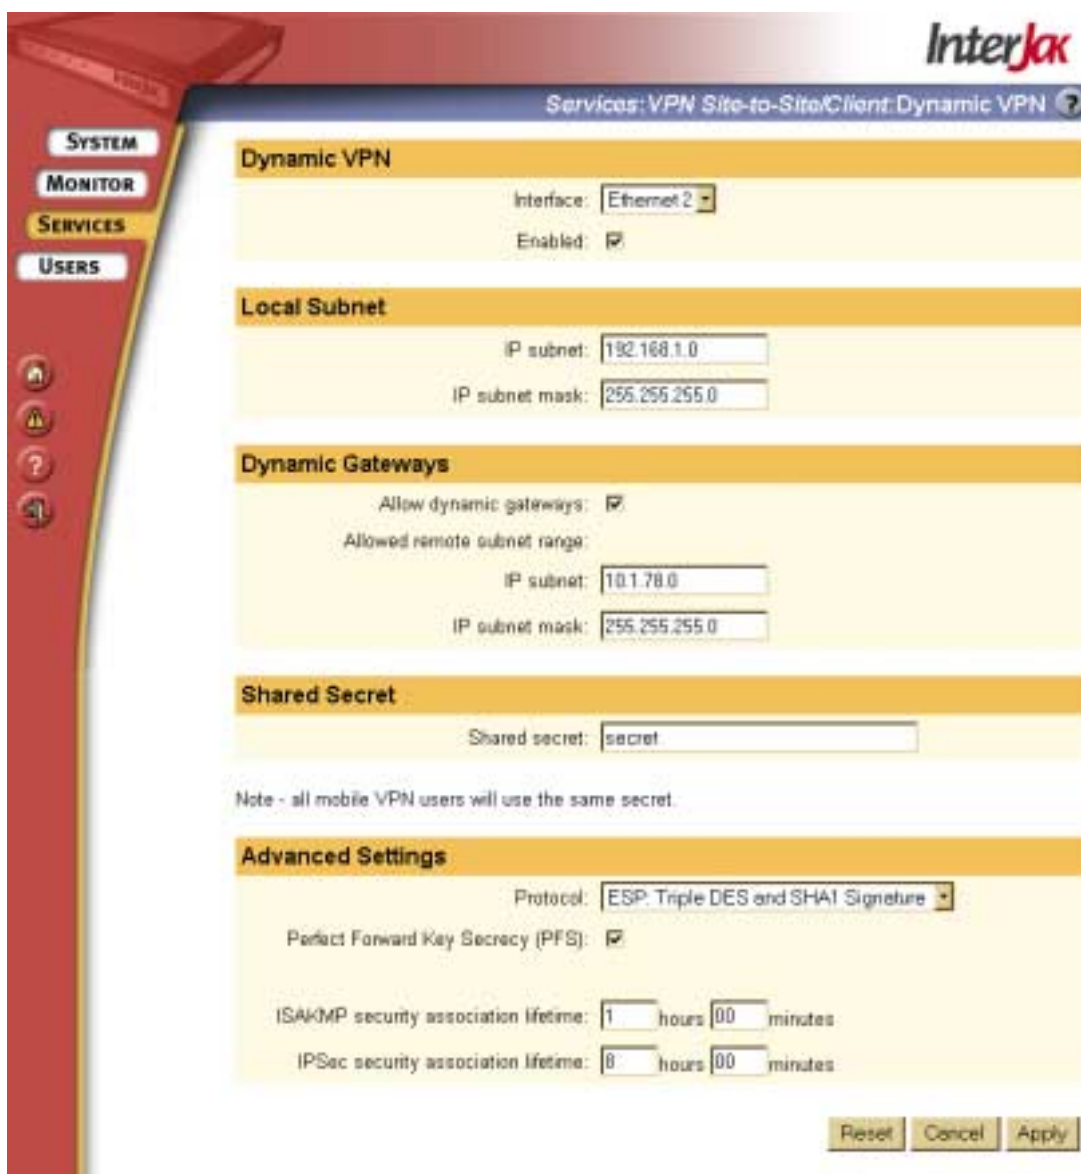 InterJak
Services: VPN Site-to-Site/Client: Dynamic VPN ?
SYSTEM
MONITOR
SERVICES
USERS
Dynamic VPN
Interface: Ethernet 2
Enabled:
Local Subnet
IP subnet: 192.168.1.0
IP subnet mask: 255.255.255.0
Dynamic Gateways
Allow dynamic gateways:
Allowed remote subnet range:
IP subnet: 10.1.78.0
IP subnet mask: 255.255.255.0
Shared Secret
Shared secret: secret
Note - all mobile VPN users will use the same secret.
Advanced Settings
Protocol: ESP: Triple DES and SHA1 Signature
Perfect Forward Key Secrecy (PFS):
ISAKMP security association lifetime: 1 hours 00 minutes
IPSec security association lifetime: 8 hours 00 minutes
Reset Cancel Apply